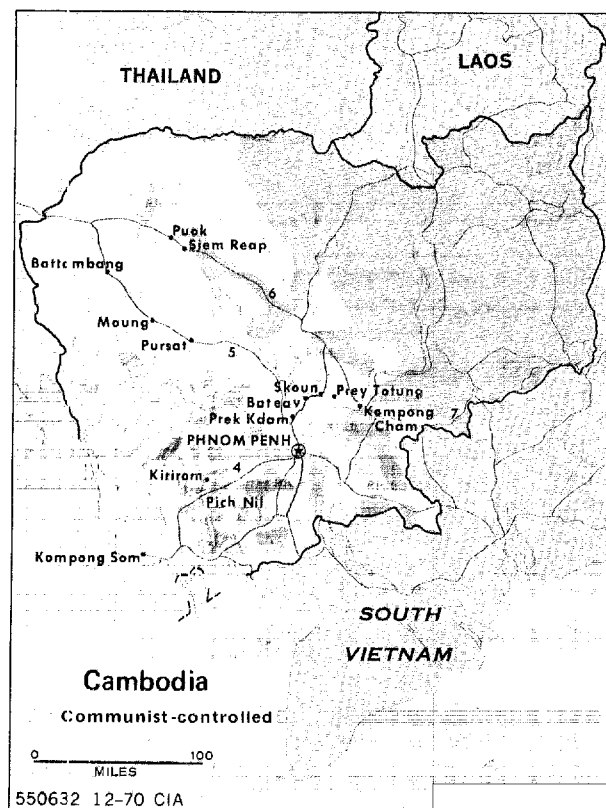 THAILAND
LAOS
Puok
Siem Reap
Battambang
6
Moung
Pursat
5
Skoun
Prey Totung
Bateay
Kompong
Cham
7
Prek Kdam
PHNOM PENH
4
Kirirom
Pich Nil
Kompong Som
SOUTH
VIETNAM
Cambodia
Communist-controlled
0 100
MILES
550632 12-70 CIA